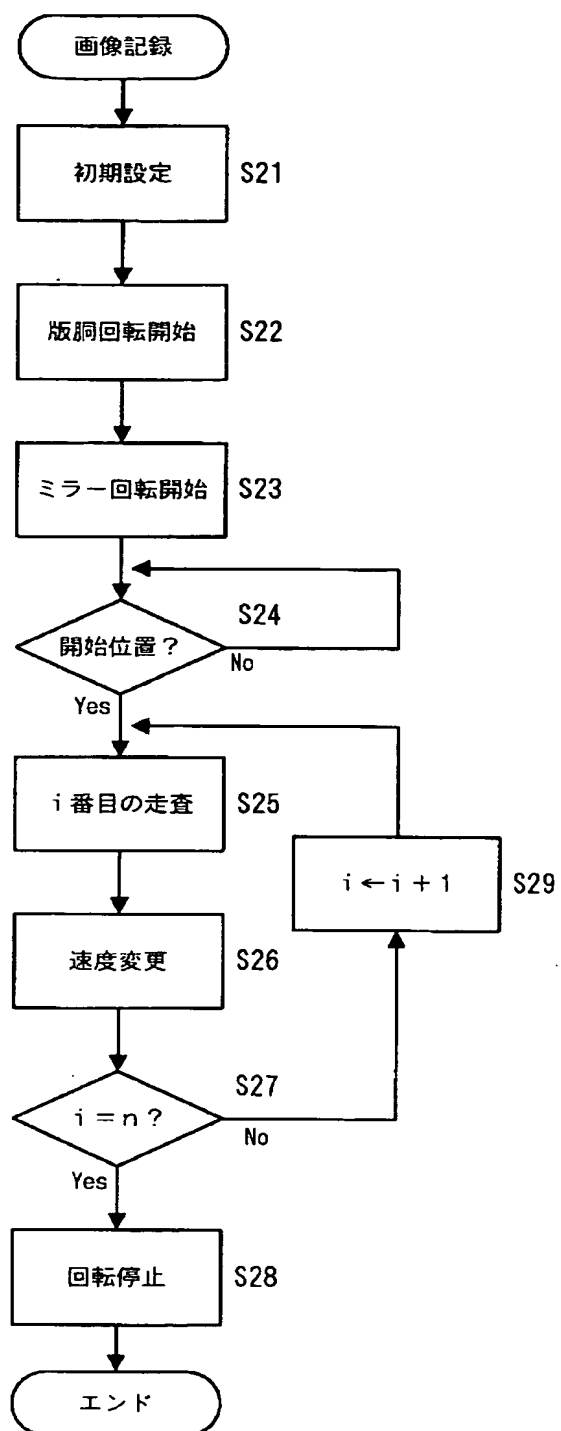 画像記録
初期設定 S21
版胴回転開始 S22
ミラー回転開始 S23
S24
開始位置？
No
Yes
i番目の走査 S25
i←i+1 S29
速度変更 S26
S27
i=n？
No
Yes
回転停止 S28
エンド